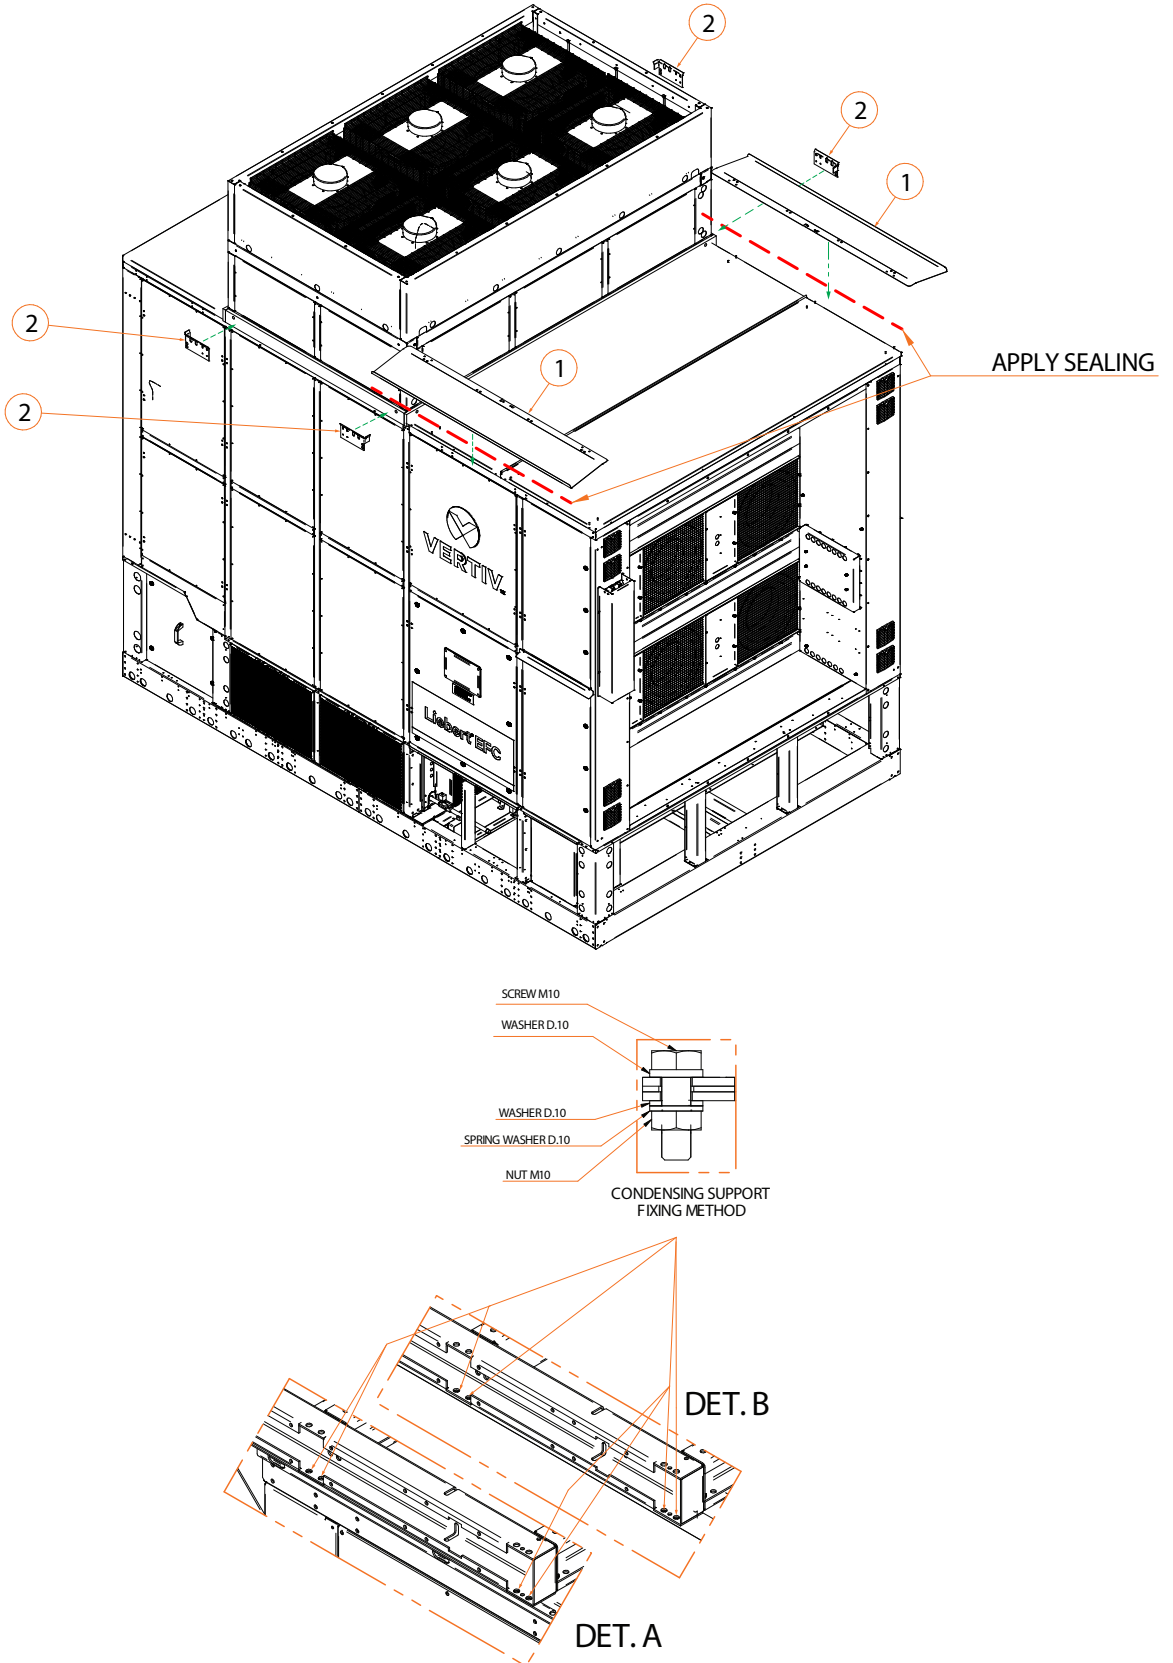 2
2
1
2
APPLY SEALING
1
2
VERTIV
Liebert® EFC
SCREW M10
WASHER D.10
WASHER D.10
SPRING WASHER D.10
NUT M10
CONDENSING SUPPORT
FIXING METHOD
DET. B
DET. A